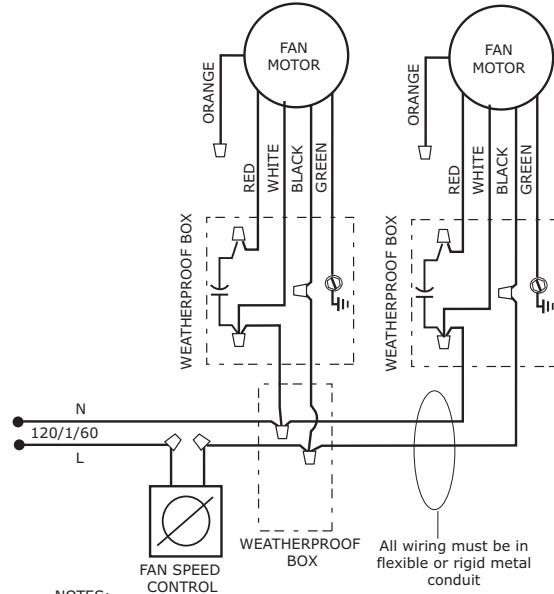 FAN
MOTOR
FAN
MOTOR
ORANGE
RED
WHITE
BLACK
GREEN
ORANGE
RED
WHITE
BLACK
GREEN
WEATHERPROOF BOX
WEATHERPROOF BOX
N
120/1/60
L
FAN SPEED
CONTROL
WEATHERPROOF
BOX
All wiring must be in
flexible or rigid metal
conduit
NOTES: